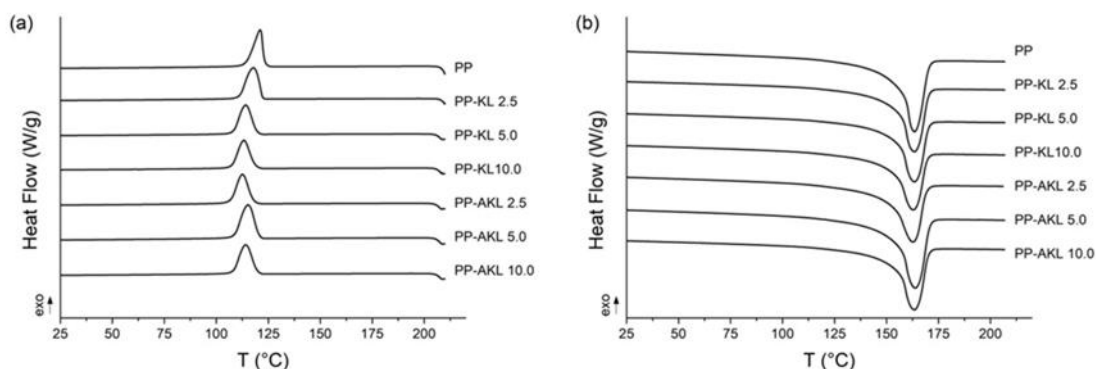 (a)
PP
PP-KL 2.5
PP-KL 5.0
PP-KL10.0
PP-AKL 2.5
PP-AKL 5.0
PP-AKL 10.0
Heat Flow (W/g)
exo
25 50 75 100 125 150 175 200
T (°C)
(b)
PP
PP-KL 2.5
PP-KL 5.0
PP-KL10.0
PP-AKL 2.5
PP-AKL 5.0
PP-AKL 10.0
Heat Flow (W/g)
exo
25 50 75 100 125 150 175 200
T (°C)